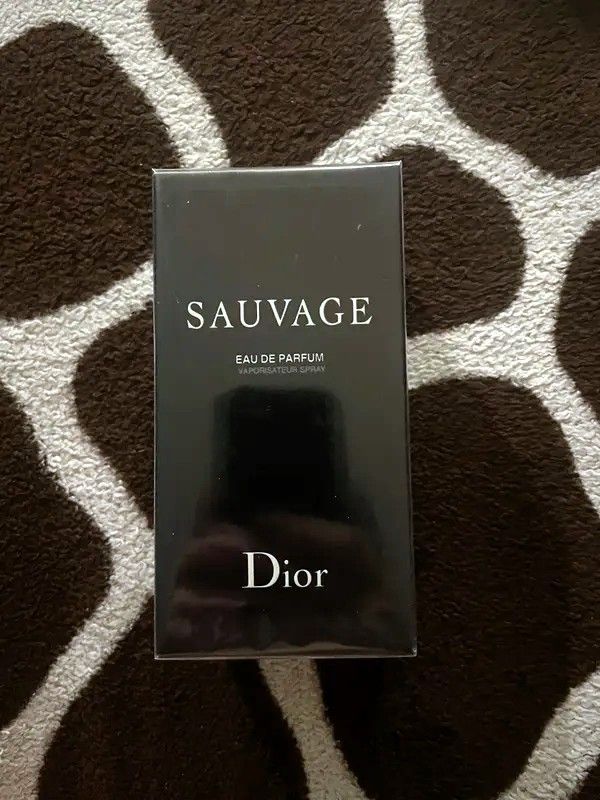 SAUVAGE
EAU DE PARFUM
VAPORISATEUR SPRAY
Dior